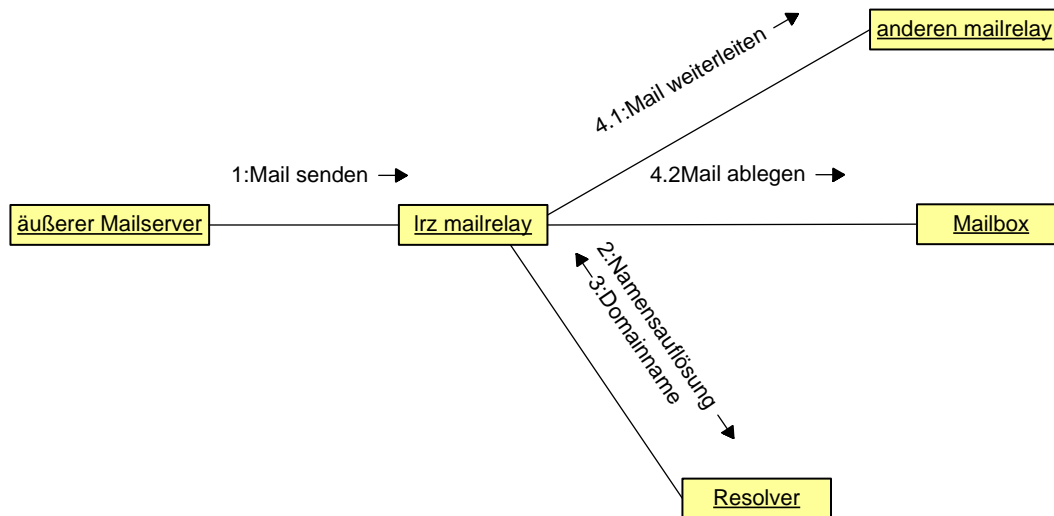 anderen mailrelay
4.1:Mail weiterleiten
1:Mail senden
4.2Mail ablegen
äußerer Mailserver
lrz mailrelay
Mailbox
2:Namensauflösung
3:Domainname
Resolver